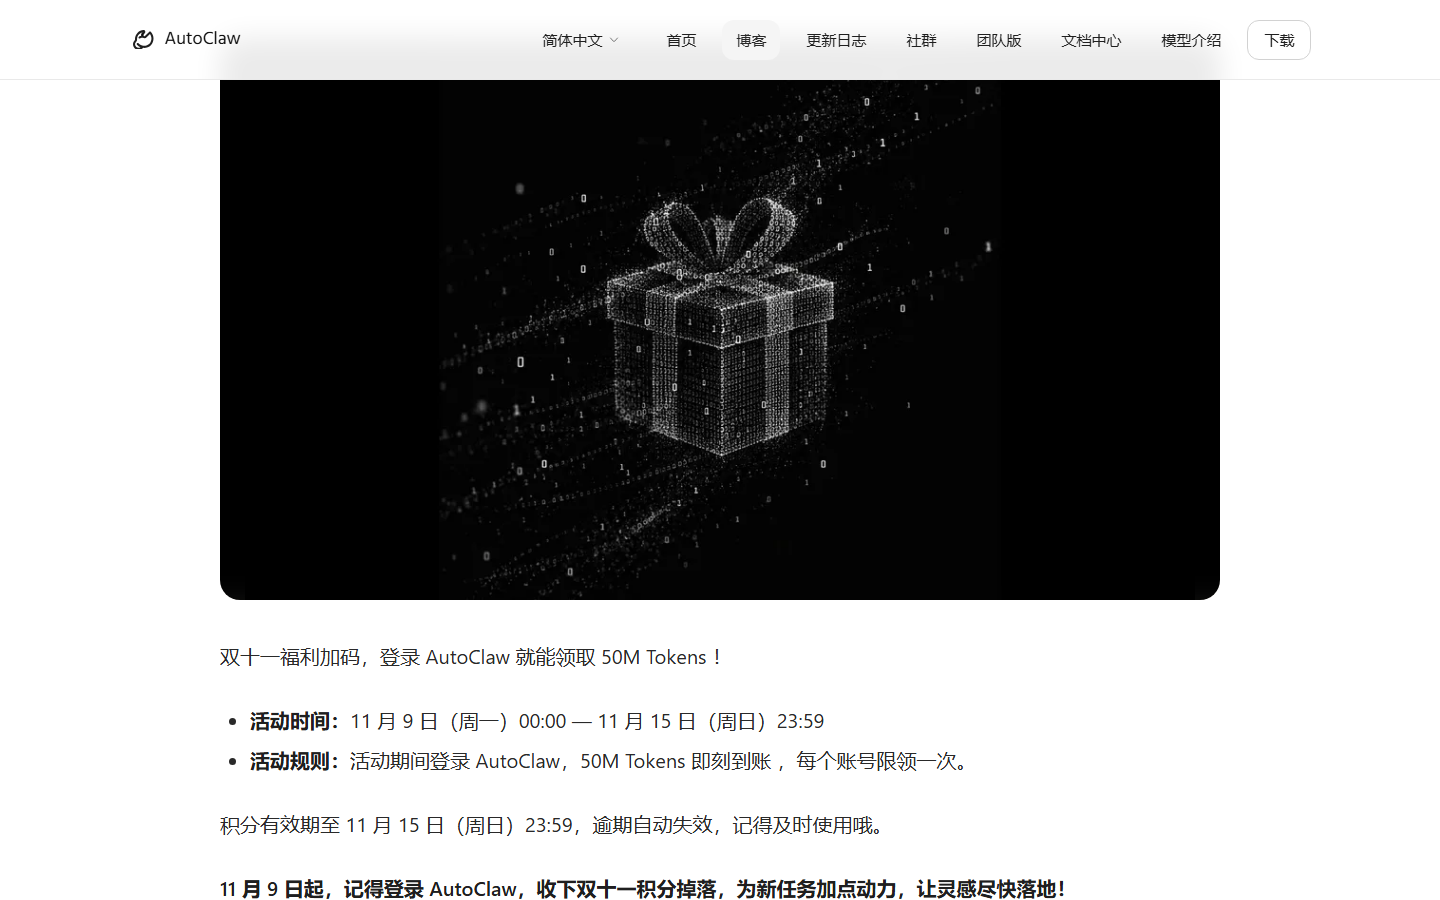 AutoClaw
简体中文
首页
博客
更新日志
社群
团队版
文档中心
模型介绍
下载
双十一福利加码，登录 AutoClaw 就能领取 50M Tokens！
活动时间：11 月 9 日（周一）00:00 — 11 月 15 日（周日）23:59
活动规则：活动期间登录 AutoClaw，50M Tokens 即刻到账 ，每个账号限领一次。
积分有效期至 11 月 15 日（周日）23:59，逾期自动失效，记得及时使用哦。
11 月 9 日起，记得登录 AutoClaw，收下双十一积分掉落，为新任务加点动力，让灵感尽快落地！